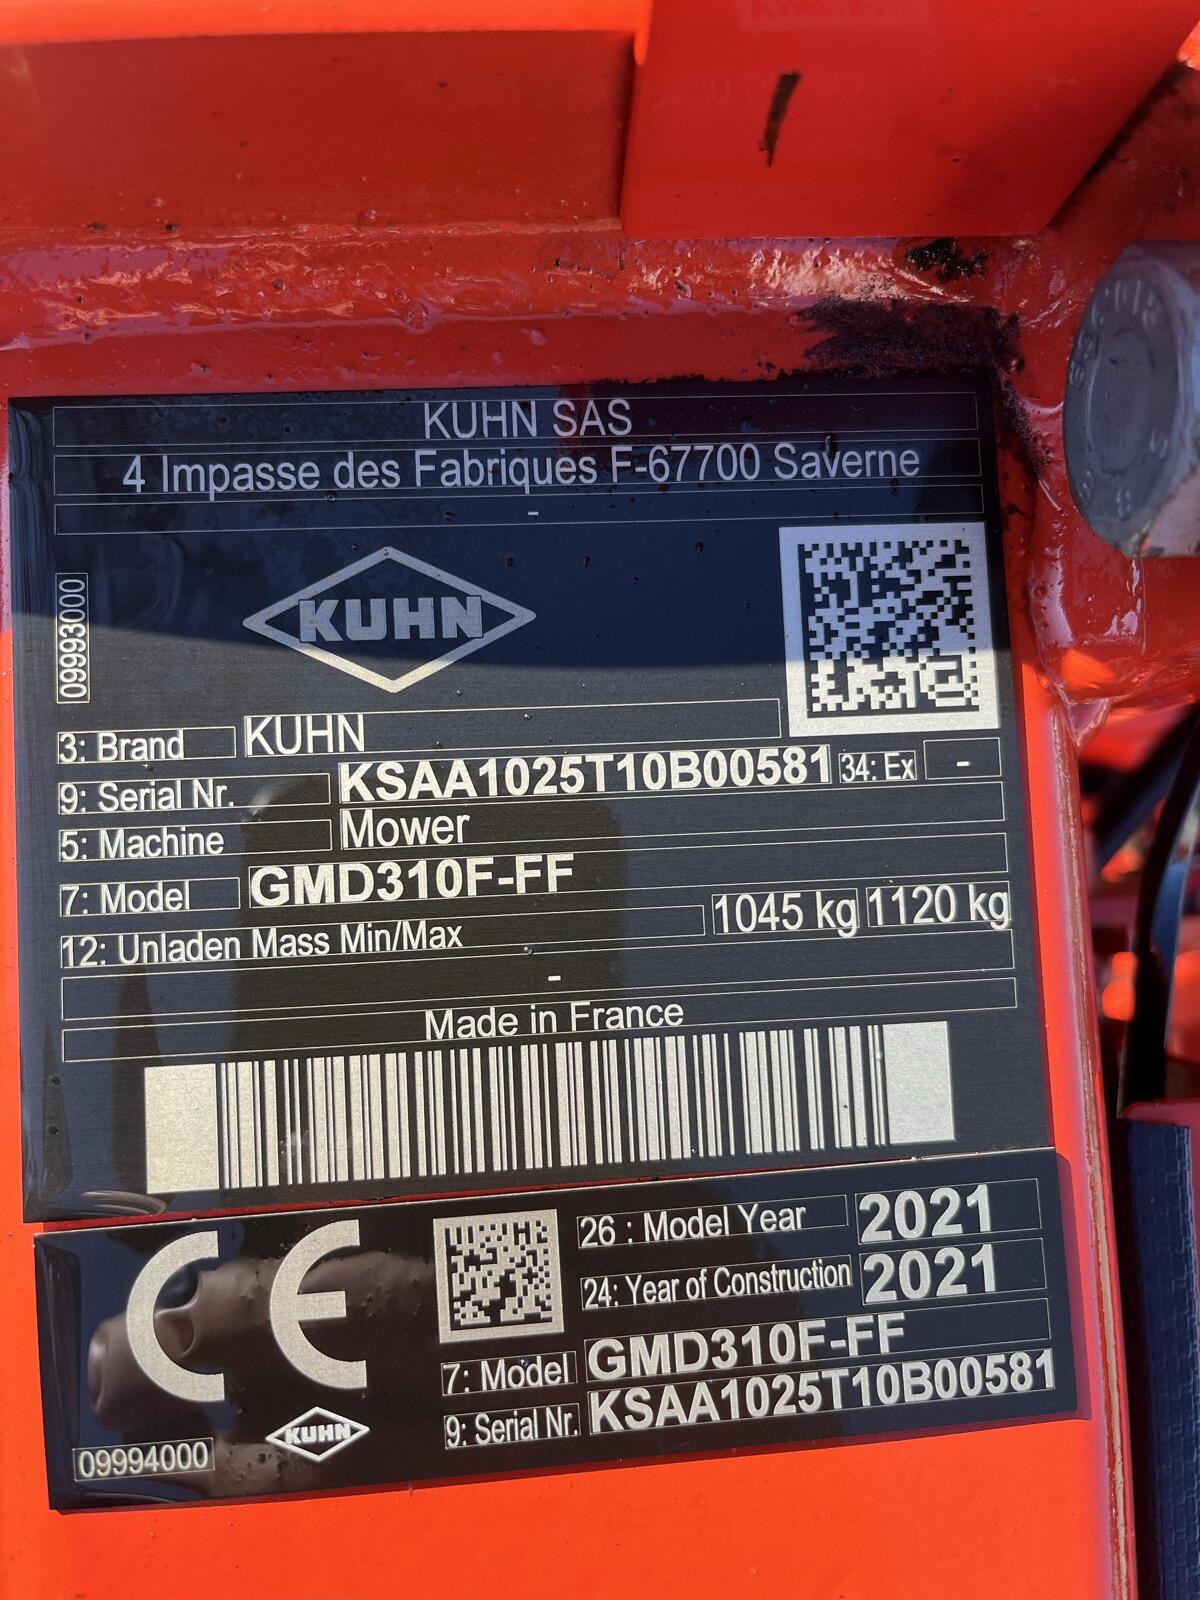 KUHN SAS
4 Impasse des Fabriques F-67700 Saverne
-
09993000
KUHN
3: Brand KUHN
9: Serial Nr. KSAA1025T10B00581 34: Ex -
5: Machine Mower
7: Model GMD310F-FF
12: Unladen Mass Min/Max 1045 kg 1120 kg
-
Made in France
CE
26 : Model Year 2021
24: Year of Construction 2021
7: Model GMD310F-FF
9: Serial Nr. KSAA1025T10B00581
KUHN
09994000